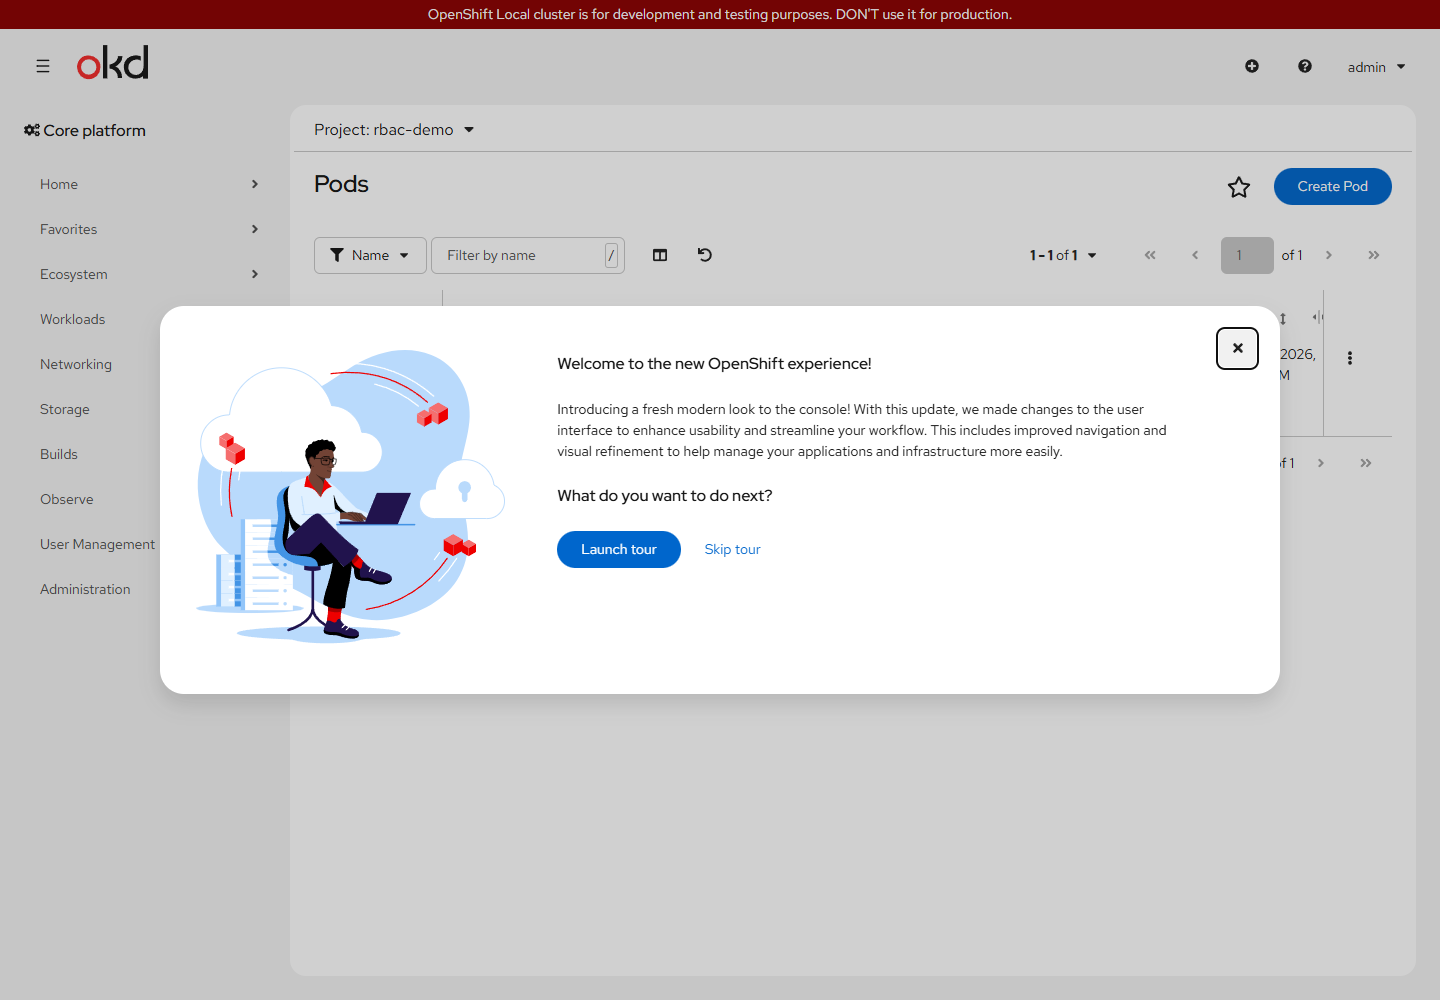 OpenShift Local cluster is for development and testing purposes. DON'T use it for production.
okd
admin
Core platform
Project: rbac-demo
Home
Pods
Create Pod
Favorites
Name
Filter by name
/
1 - 1 of 1
1
of 1
Ecosystem
Workloads
2026,
M
Welcome to the new OpenShift experience!
Networking
Introducing a fresh modern look to the console! With this update, we made changes to the user
interface to enhance usability and streamline your workflow. This includes improved navigation and
visual refinement to help manage your applications and infrastructure more easily.
Storage
Builds
of 1
What do you want to do next?
Observe
User Management
Launch tour
Skip tour
Administration